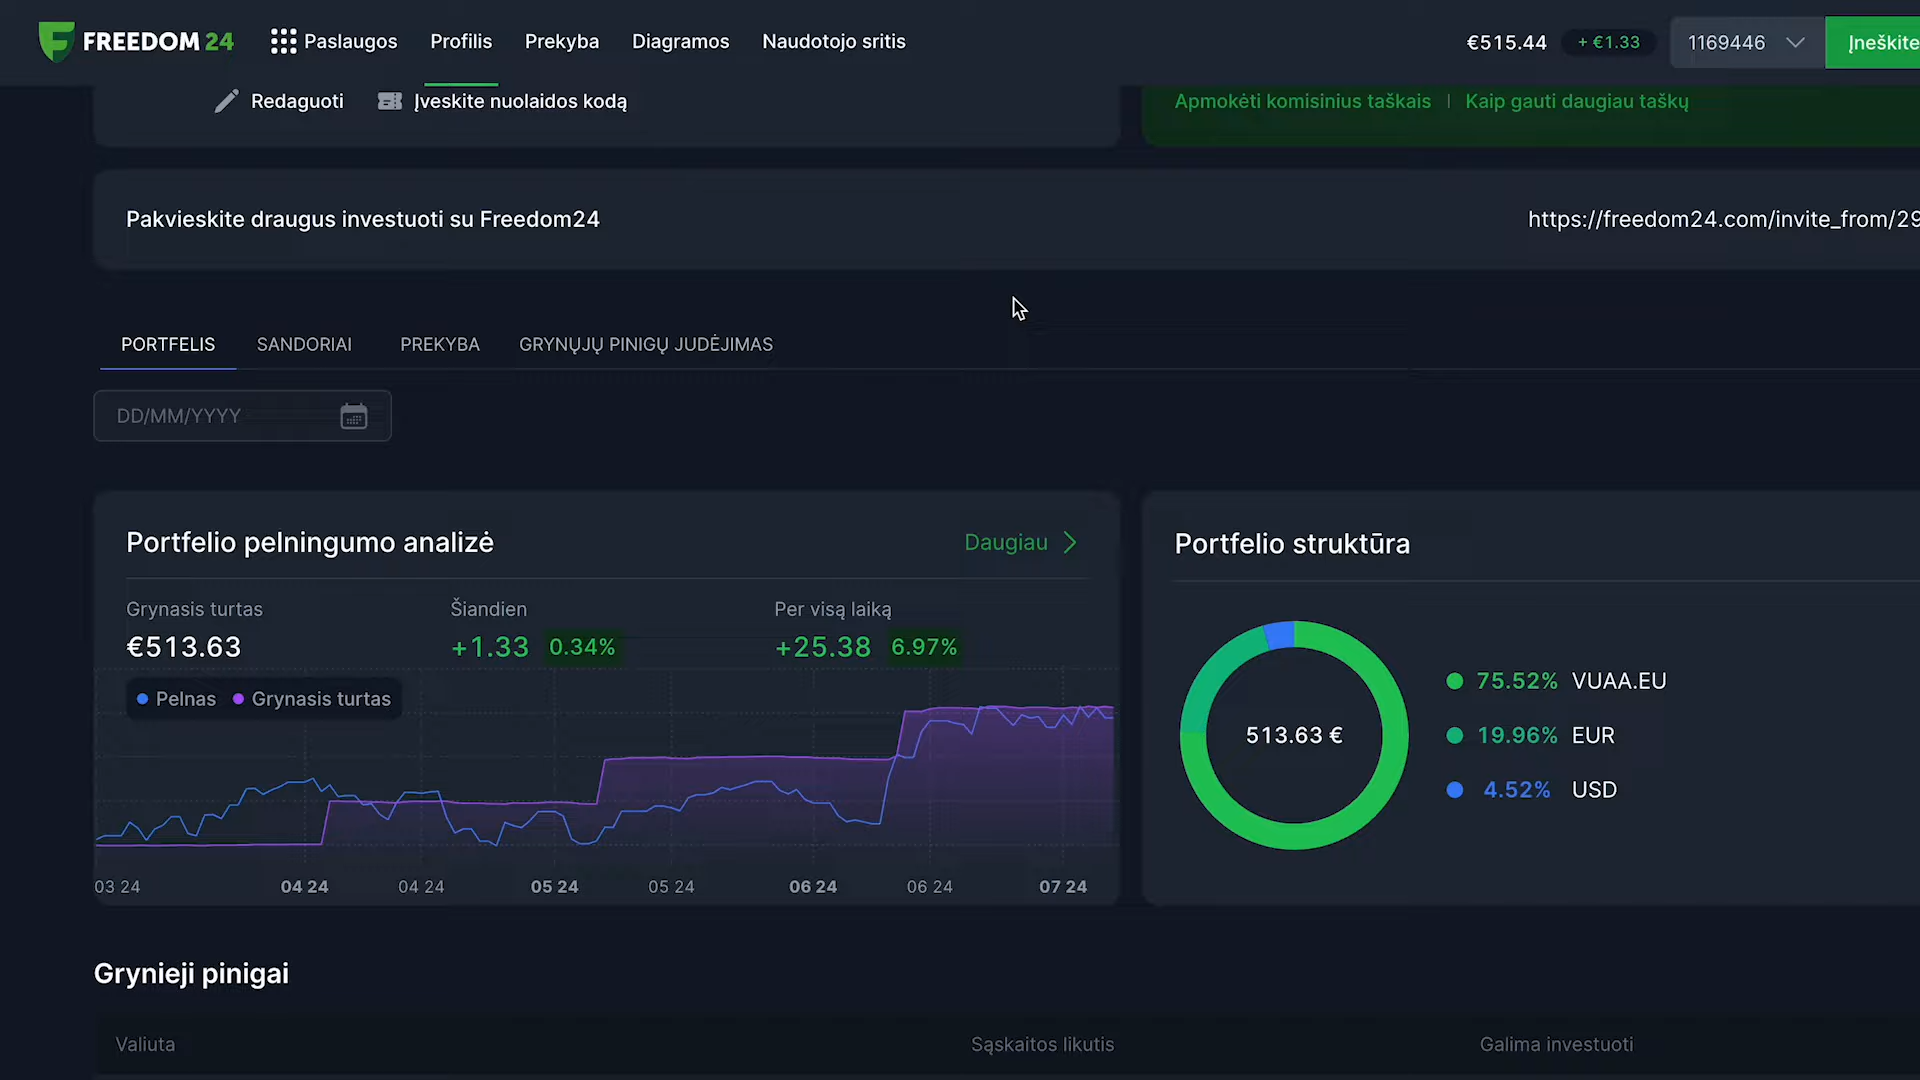 FREEDOM 24 Paslaugos Profilis Prekyba Diagramos Naudotojo sritis €515.44 + €1.33 1169446 Įneškite
Redaguoti Įveskite nuolaidos kodą Apmokėti komisinius taškais | Kaip gauti daugiau taškų
Pakvieskite draugus investuoti su Freedom24 https://freedom24.com/invite_from/29
PORTFELIS SANDORIAI PREKYBA GRYNŲJŲ PINIGŲ JUDĖJIMAS
DD/MM/YYYY
Portfelio pelningumo analizė Daugiau
Grynasis turtas Šiandien Per visą laiką
€513.63 +1.33 0.34% +25.38 6.97%
Pelnas Grynasis turtas
03 24 04 24 04 24 05 24 05 24 06 24 06 24 07 24
Portfelio struktūra
513.63 €
75.52% VUAA.EU
19.96% EUR
4.52% USD
Grynieji pinigai
Valiuta Sąskaitos likutis Galima investuoti